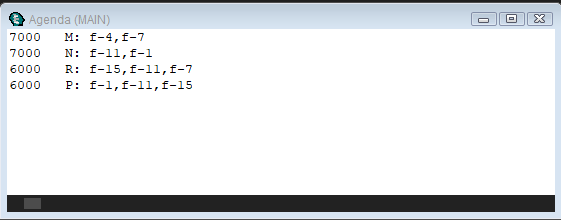 Agenda (MAIN)
7000 M: f-4,f-7
7000 N: f-11,f-1
6000 R: f-15,f-11,f-7
6000 P: f-1,f-11,f-15